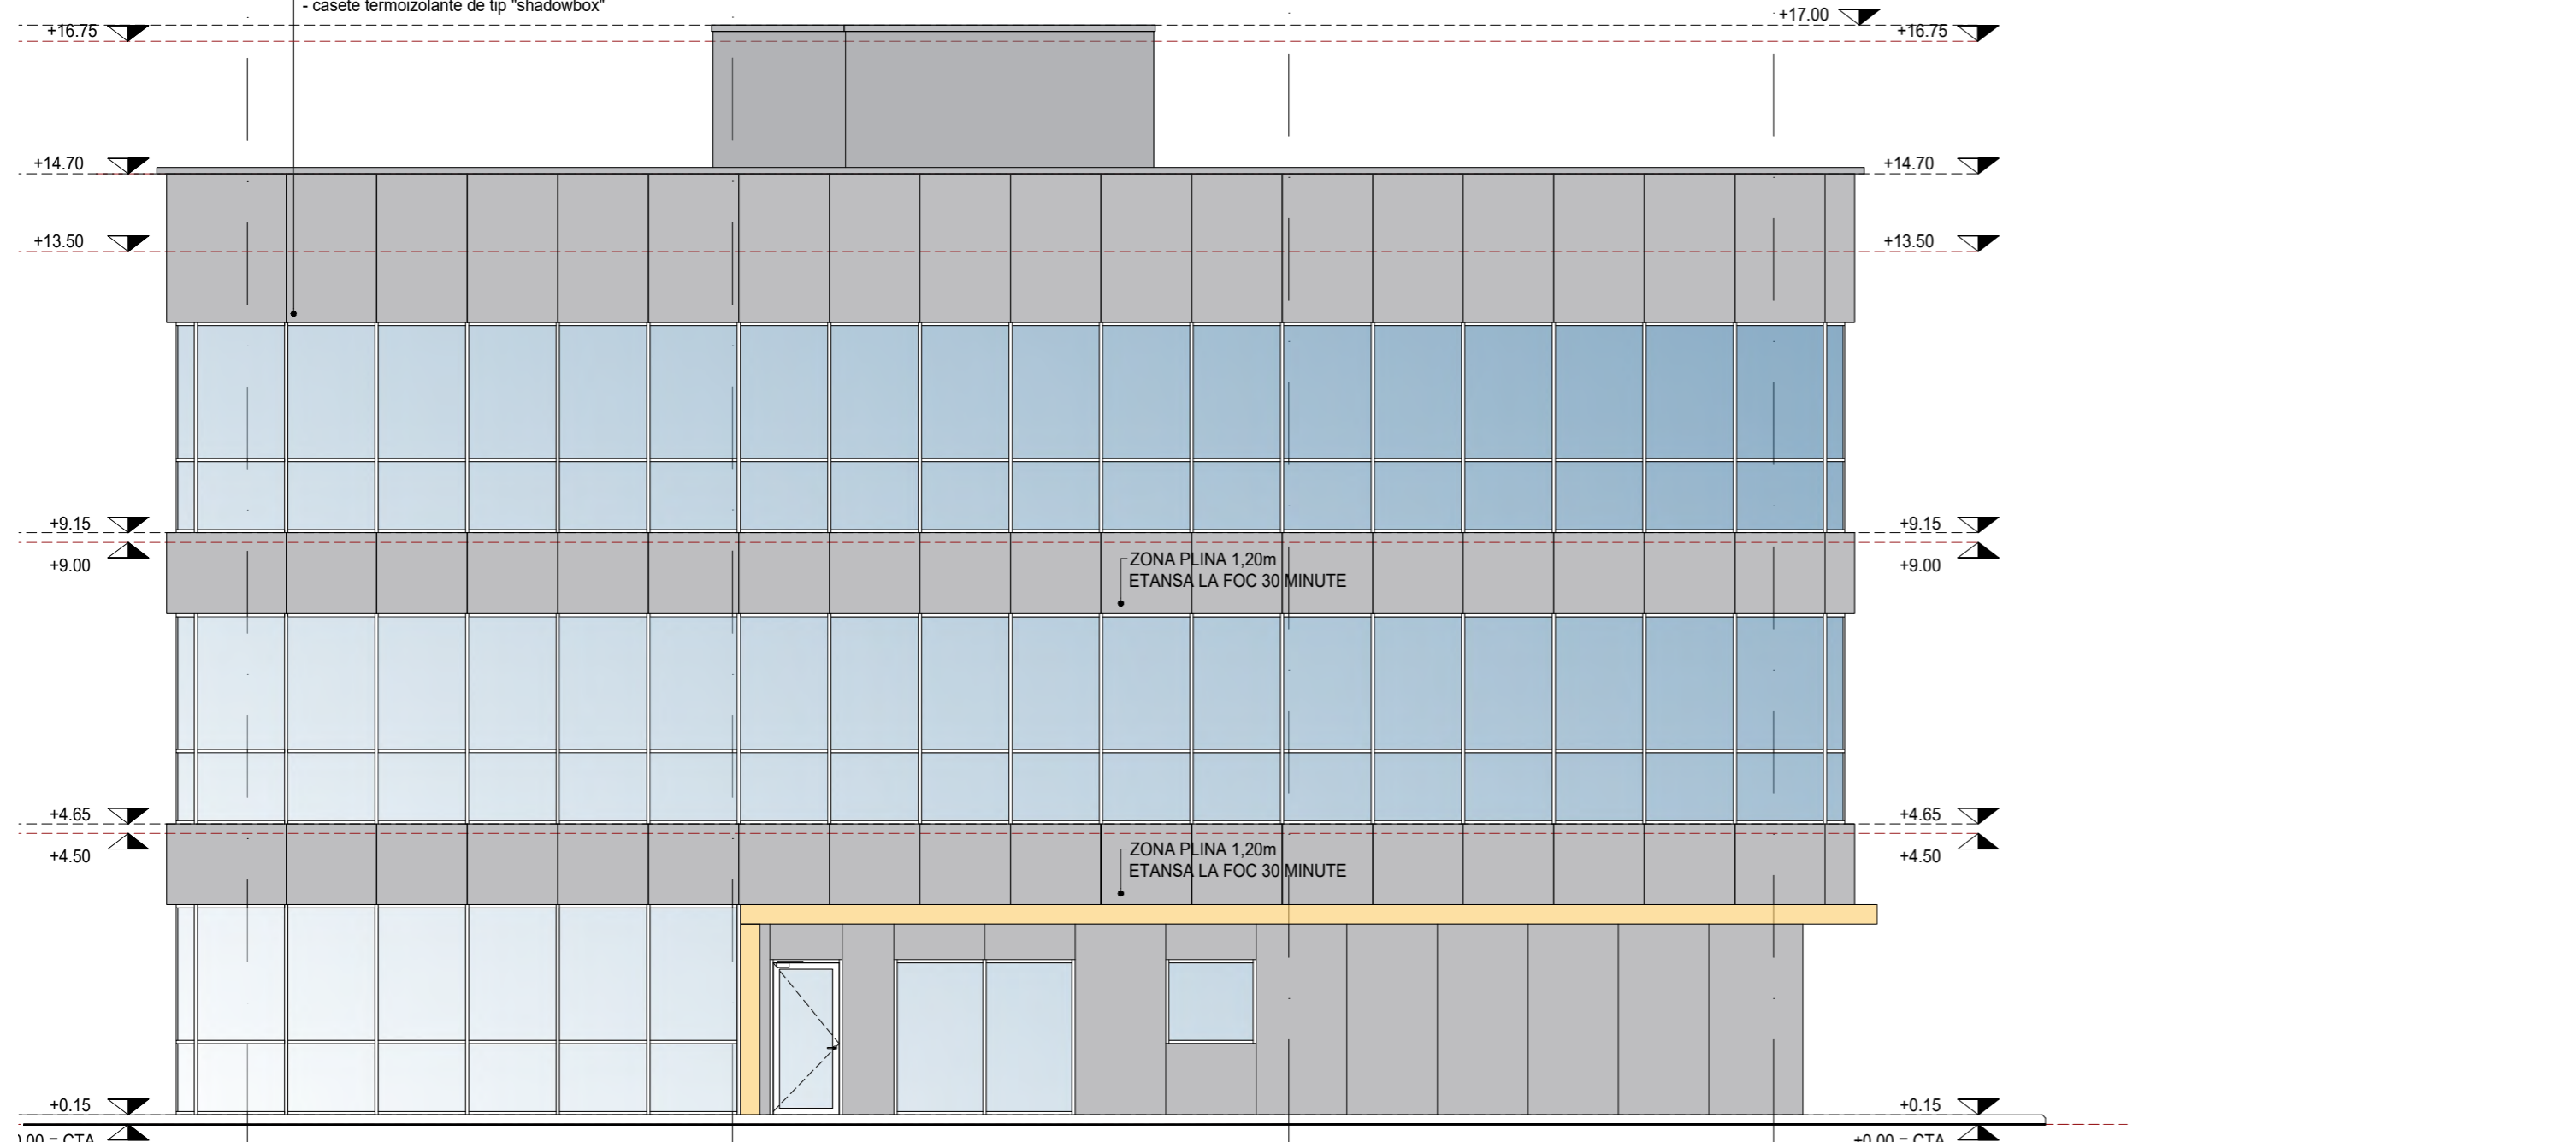 - casete termoizolante de tip "shadowbox"
+17.00
+16.75
+16.75
+14.70
+14.70
+13.50
+13.50
+9.15
+9.15
+9.00
+9.00
ZONA PLINA 1,20m
ETANSA LA FOC 30 MINUTE
+4.65
+4.65
+4.50
+4.50
ZONA PLINA 1,20m
ETANSA LA FOC 30 MINUTE
+0.15
+0.15
0.00 = CTA
+0.00 = CTA